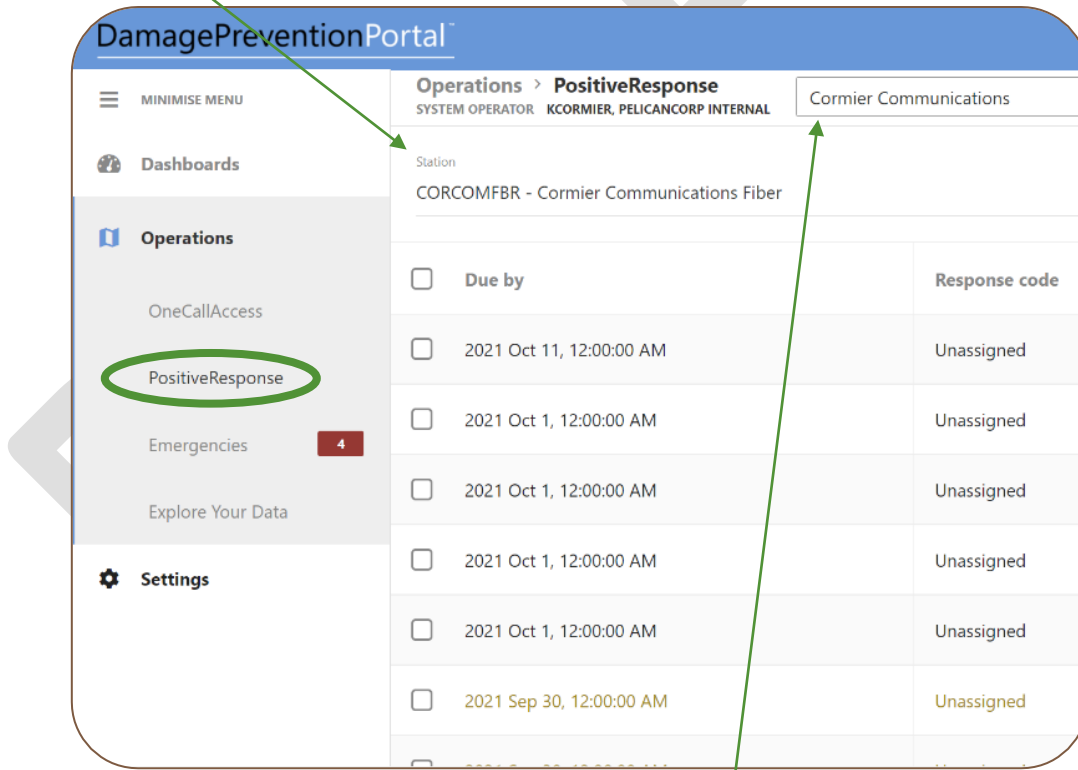 DamagePreventionPortal™
MINIMISE MENU
Operations > PositiveResponse
SYSTEM OPERATOR KCORMIER, PELICANCORP INTERNAL
Cormier Communications
Dashboards
Station
CORCOMFBR - Cormier Communications Fiber
Operations
Due by Response code
OneCallAccess
2021 Oct 11, 12:00:00 AM Unassigned
PositiveResponse
2021 Oct 1, 12:00:00 AM Unassigned
Emergencies 4
2021 Oct 1, 12:00:00 AM Unassigned
Explore Your Data
2021 Oct 1, 12:00:00 AM Unassigned
Settings
2021 Oct 1, 12:00:00 AM Unassigned
2021 Sep 30, 12:00:00 AM Unassigned